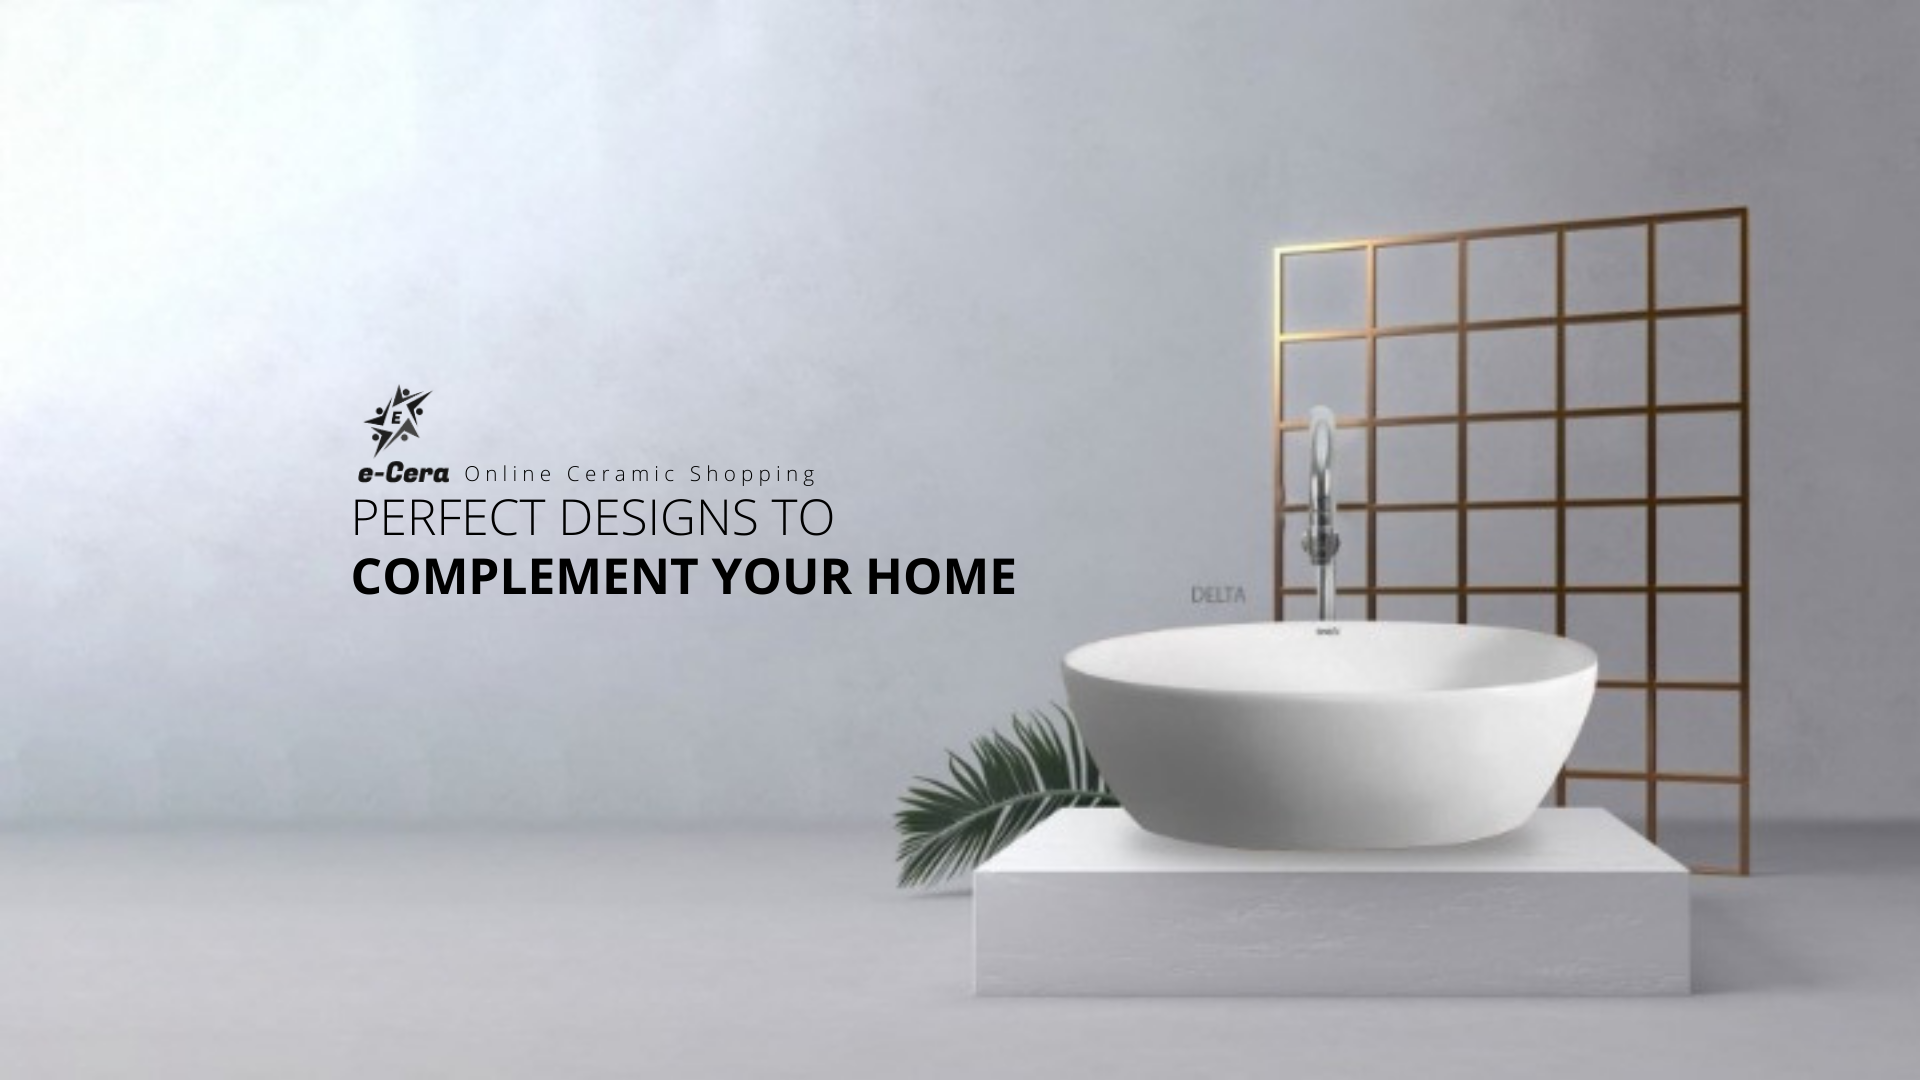 E
e-Cera Online Ceramic Shopping
PERFECT DESIGNS TO
COMPLEMENT YOUR HOME
DELTA